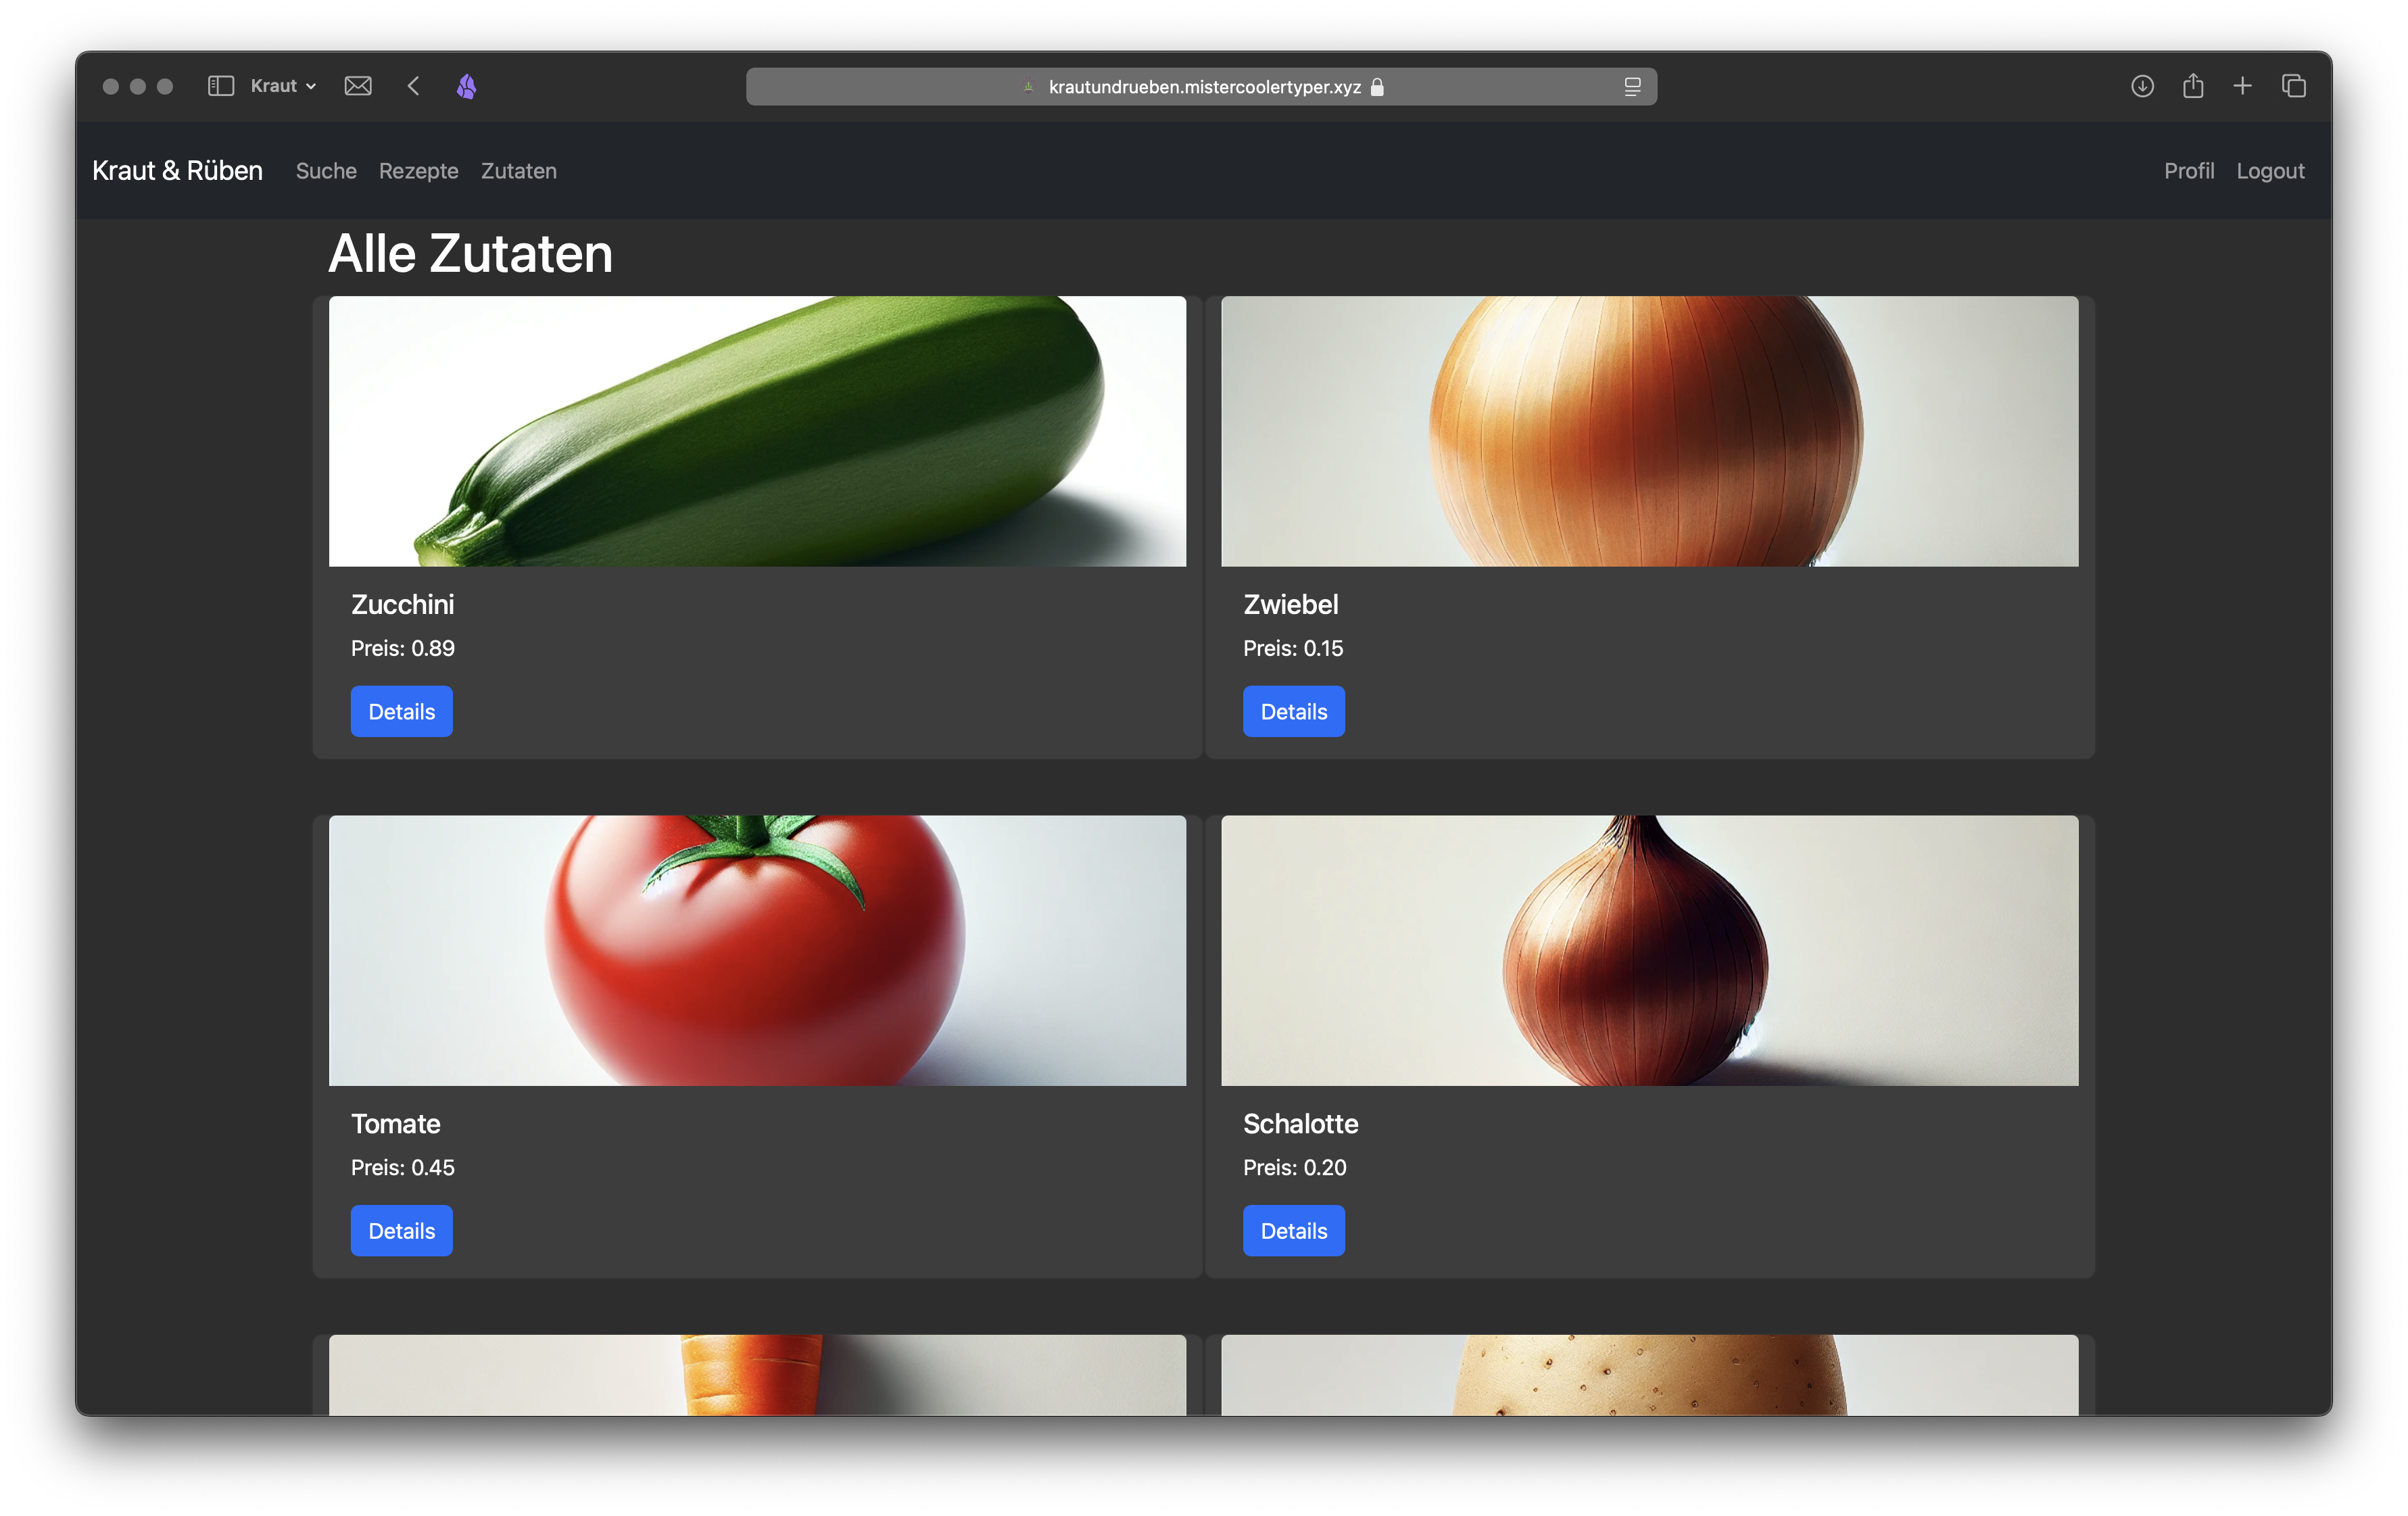 Kraut
krautundrueben.mistercoolertyper.xyz
Kraut & Rüben Suche Rezepte Zutaten Profil Logout
Alle Zutaten
Zucchini
Preis: 0.89
Details
Zwiebel
Preis: 0.15
Details
Tomate
Preis: 0.45
Details
Schalotte
Preis: 0.20
Details